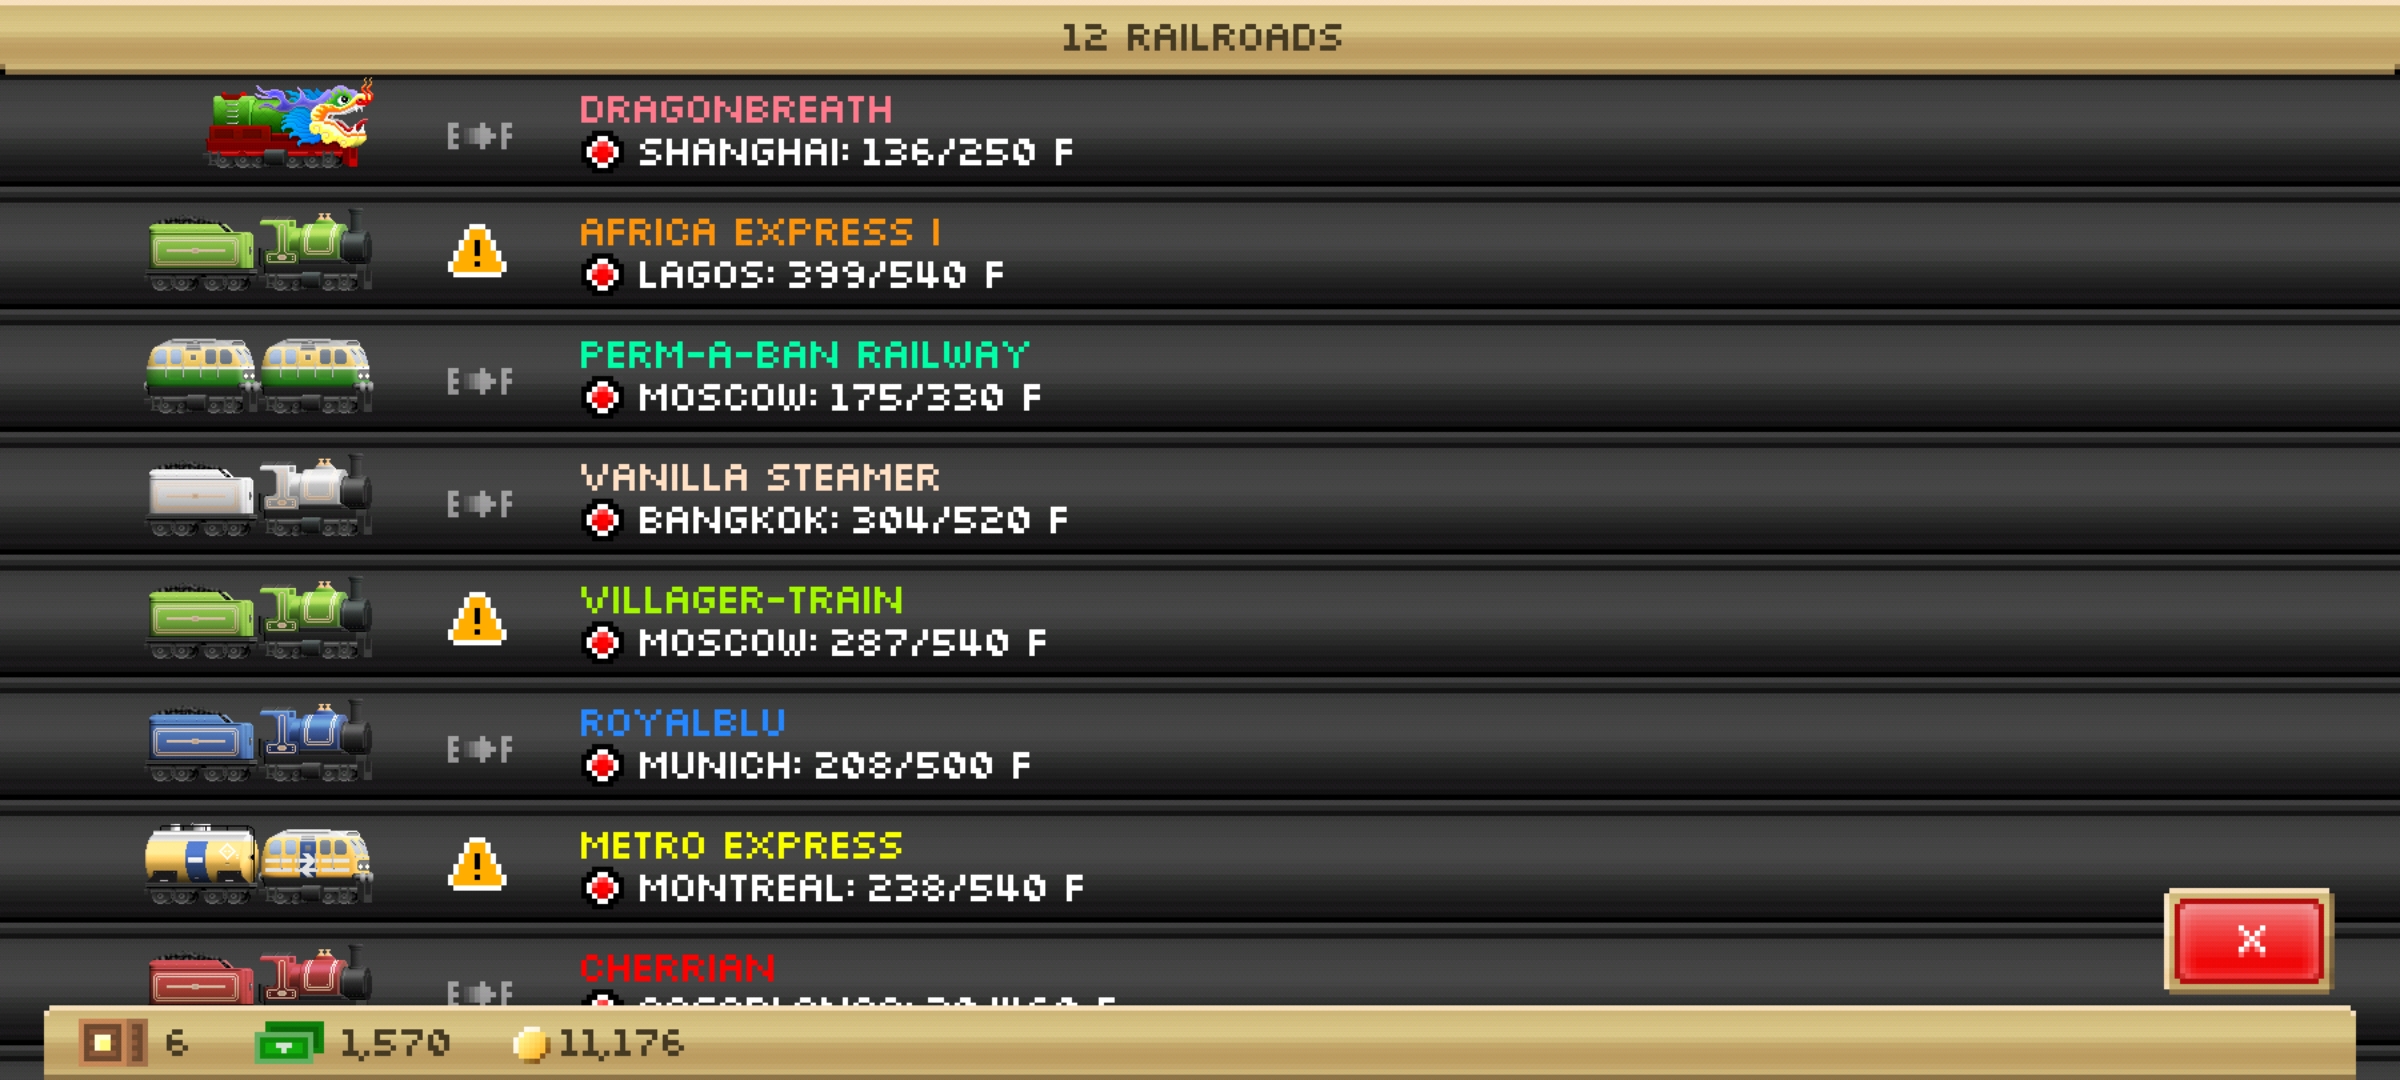 12 RAILROADS
DRAGONBREATH
E F
SHANGHAI: 136/250 F
AFRICA EXPRESS I
LAGOS: 399/540 F
PERM-A-BAN RAILWAY
E F
MOSCOW: 175/330 F
VANILLA STEAMER
E F
BANGKOK: 304/520 F
VILLAGER-TRAIN
MOSCOW: 287/540 F
ROYALBLU
E F
MUNICH: 208/500 F
METRO EXPRESS
MONTREAL: 238/540 F
CHERRIAN
E F
X
6 1,570 11,176